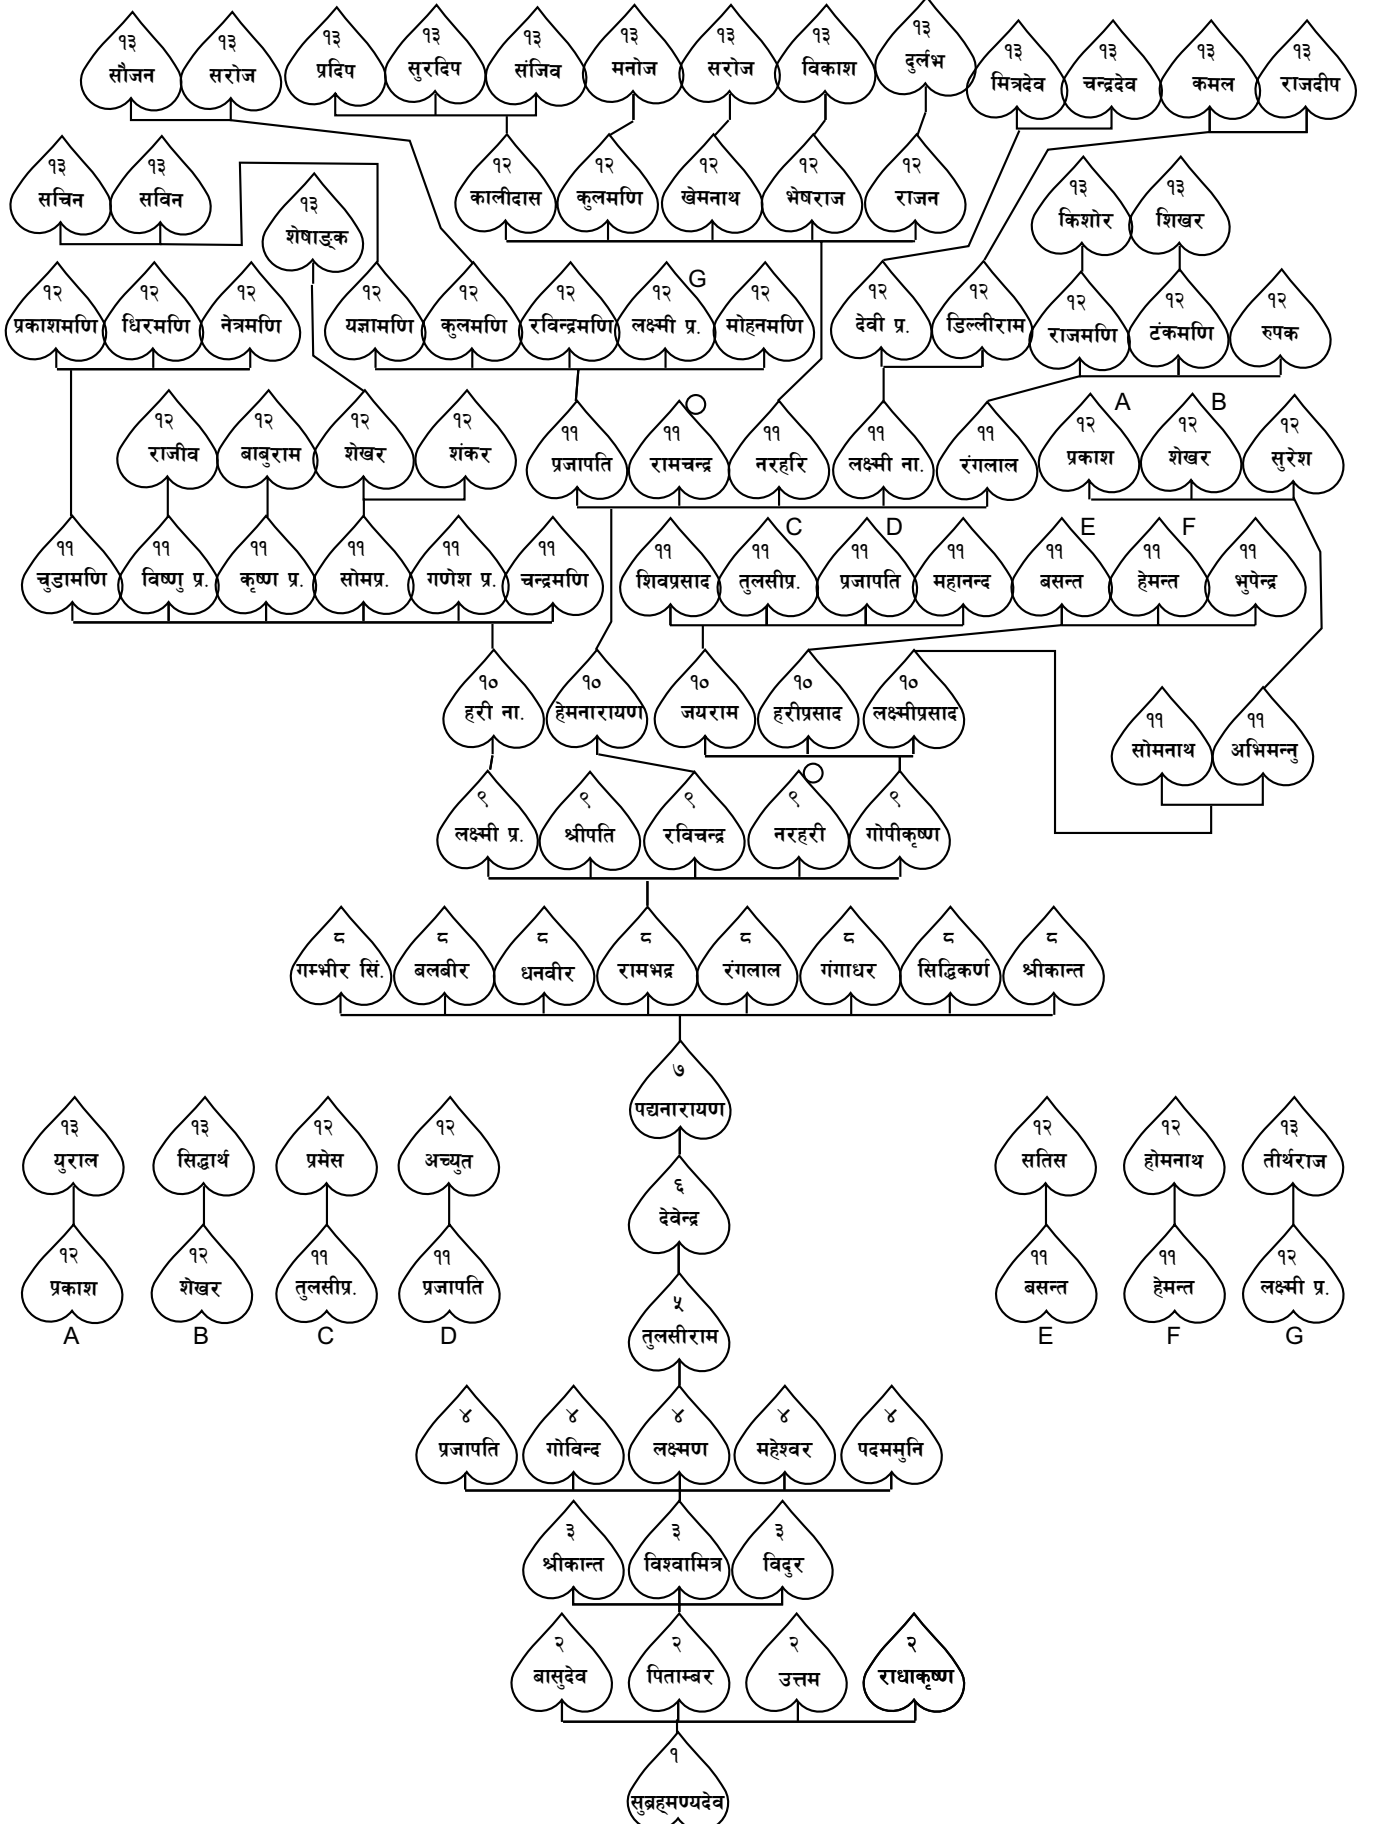 १३ १३ १३ १३ १३ १३ १३ १३ १३ १३ १३ १३ १३
सौजन सरोज प्रदिप सुरदिप संजिव मनोज सरोज विकाश दुर्लभ मित्रदेव चन्द्रदेव कमल राजदीप
१३ १३ १३ १२ १२ १२ १२ १२ १३ १३
सचिन सविन शेषाङ्क कालीदास कुलमणि खेमनाथ भेषराज राजन किशोर शिखर
१२ १२ १२ १२ १२ १२ १२ G १२ १२ १२ १२ १२ १२
प्रकाशमणि धिरमणि नेत्रमणि यज्ञामणि कुलमणि रविन्द्रमणि लक्ष्मी प्र. मोहनमणि देवी प्र. डिल्लीराम राजमणि टंकमणि रुपक
१२ १२ १२ १२ ११ ११ ११ ११ ११ १२ A १२ B १२
राजीव बाबुराम शेखर शंकर प्रजापति रामचन्द्र नरहरि लक्ष्मी ना. रंगलाल प्रकाश शेखर सुरेश
११ ११ ११ ११ ११ ११ ११ ११ C ११ D ११ ११ E ११ F ११
चुडामणि विष्णु प्र. कृष्ण प्र. सोमप्र. गणेश प्र. चन्द्रमणि शिवप्रसाद तुलसीप्र. प्रजापति महानन्द बसन्त हेमन्त भुपेन्द्र
१० १० १० १० १०
हरी ना. हेमनारायण जयराम हरीप्रसाद लक्ष्मीप्रसाद
११ ११
सोमनाथ अभिमन्नु
९ ९ ९ ९ ९
लक्ष्मी प्र. श्रीपति रविचन्द्र नरहरी गोपीकृष्ण
८ ८ ८ ८ ८ ८ ८ ८
गम्भीर सिं. बलबीर धनवीर रामभद्र रंगलाल गंगाधर सिद्धिकर्ण श्रीकान्त
७
पद्यनारायण
१३ १३ १२ १२ १२ १२ १३
युराल सिद्धार्थ प्रमेस अच्युत सतिस होमनाथ तीर्थराज
६
देवेन्द्र
१२ १२ ११ ११ ११ ११ १२
प्रकाश शेखर तुलसीप्र. प्रजापति बसन्त हेमन्त लक्ष्मी प्र.
A B C D E F G
५
तुलसीराम
४ ४ ४ ४ ४
प्रजापति गोविन्द लक्ष्मण महेश्वर पदममुनि
३ ३ ३
श्रीकान्त विश्वामित्र विदुर
२ २ २ २
बासुदेव पिताम्बर उत्तम राधाकृष्ण
१
सुब्रह्मण्यदेव